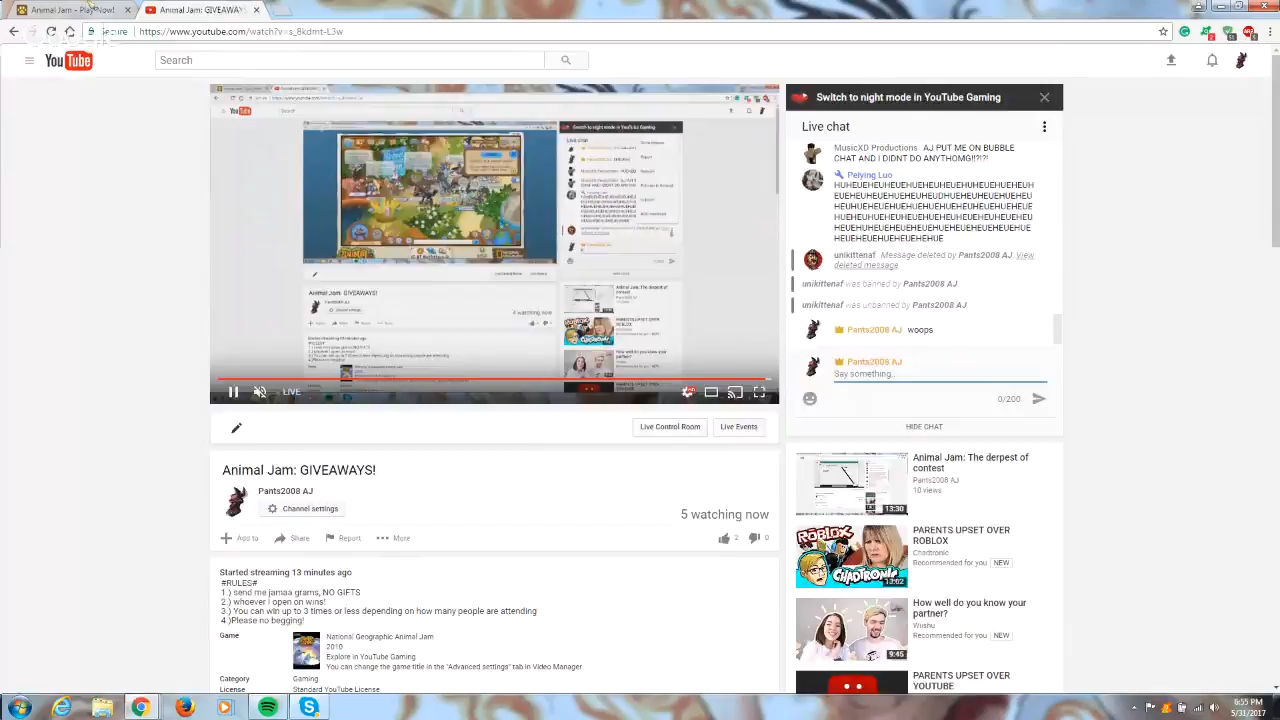 Animal Jam - Play Now!
Animal Jam: GIVEAWAYS
Secure
https://www.youtube.com/watch?v=s_8kdmt-L3w
YouTube
Search
LIVE
Live Control Room
Live Events
Animal Jam: GIVEAWAYS!
Pants2008 AJ
Channel settings
5 watching now
Add to
Share
Report
More
2
0
Started streaming 13 minutes ago
#RULES#
1.) send me jamaa grams, NO GIFTS
2.) whoever I open on wins!
3.) You can win up to 3 times or less depending on how many people are attending
4.)Please no begging!
Game
National Geographic Animal Jam
2010
Explore in YouTube Gaming
You can change the game title in the "Advanced settings" tab in Video Manager
Category
Gaming
License
Standard YouTube License
Switch to night mode in YouTube Gaming
Live chat
MusicXD Productions AJ PUT ME ON BUBBLE
CHAT AND I DIDNT DO ANYTHOMG!!?!?!
Peiying Luo
unikittenaf Message deleted by Pants2008 AJ. View
deleted message
unikittenaf was banned by Pants2008 AJ.
unikittenaf was unbanned by Pants2008 AJ.
Pants2008 AJ woops
Pants2008 AJ
Say something...
0/200
HIDE CHAT
Animal Jam: The derpest of
contest
Pants2008 AJ
10 views
13:30
PARENTS UPSET OVER
ROBLOX
Chadtronic
Recommended for you NEW
ROBLOX
CHADTRONIC
13:02
How well do you know your
partner?
Wiishu
Recommended for you NEW
9:45
PARENTS UPSET OVER
YOUTUBE
6:55 PM
5/31/2017